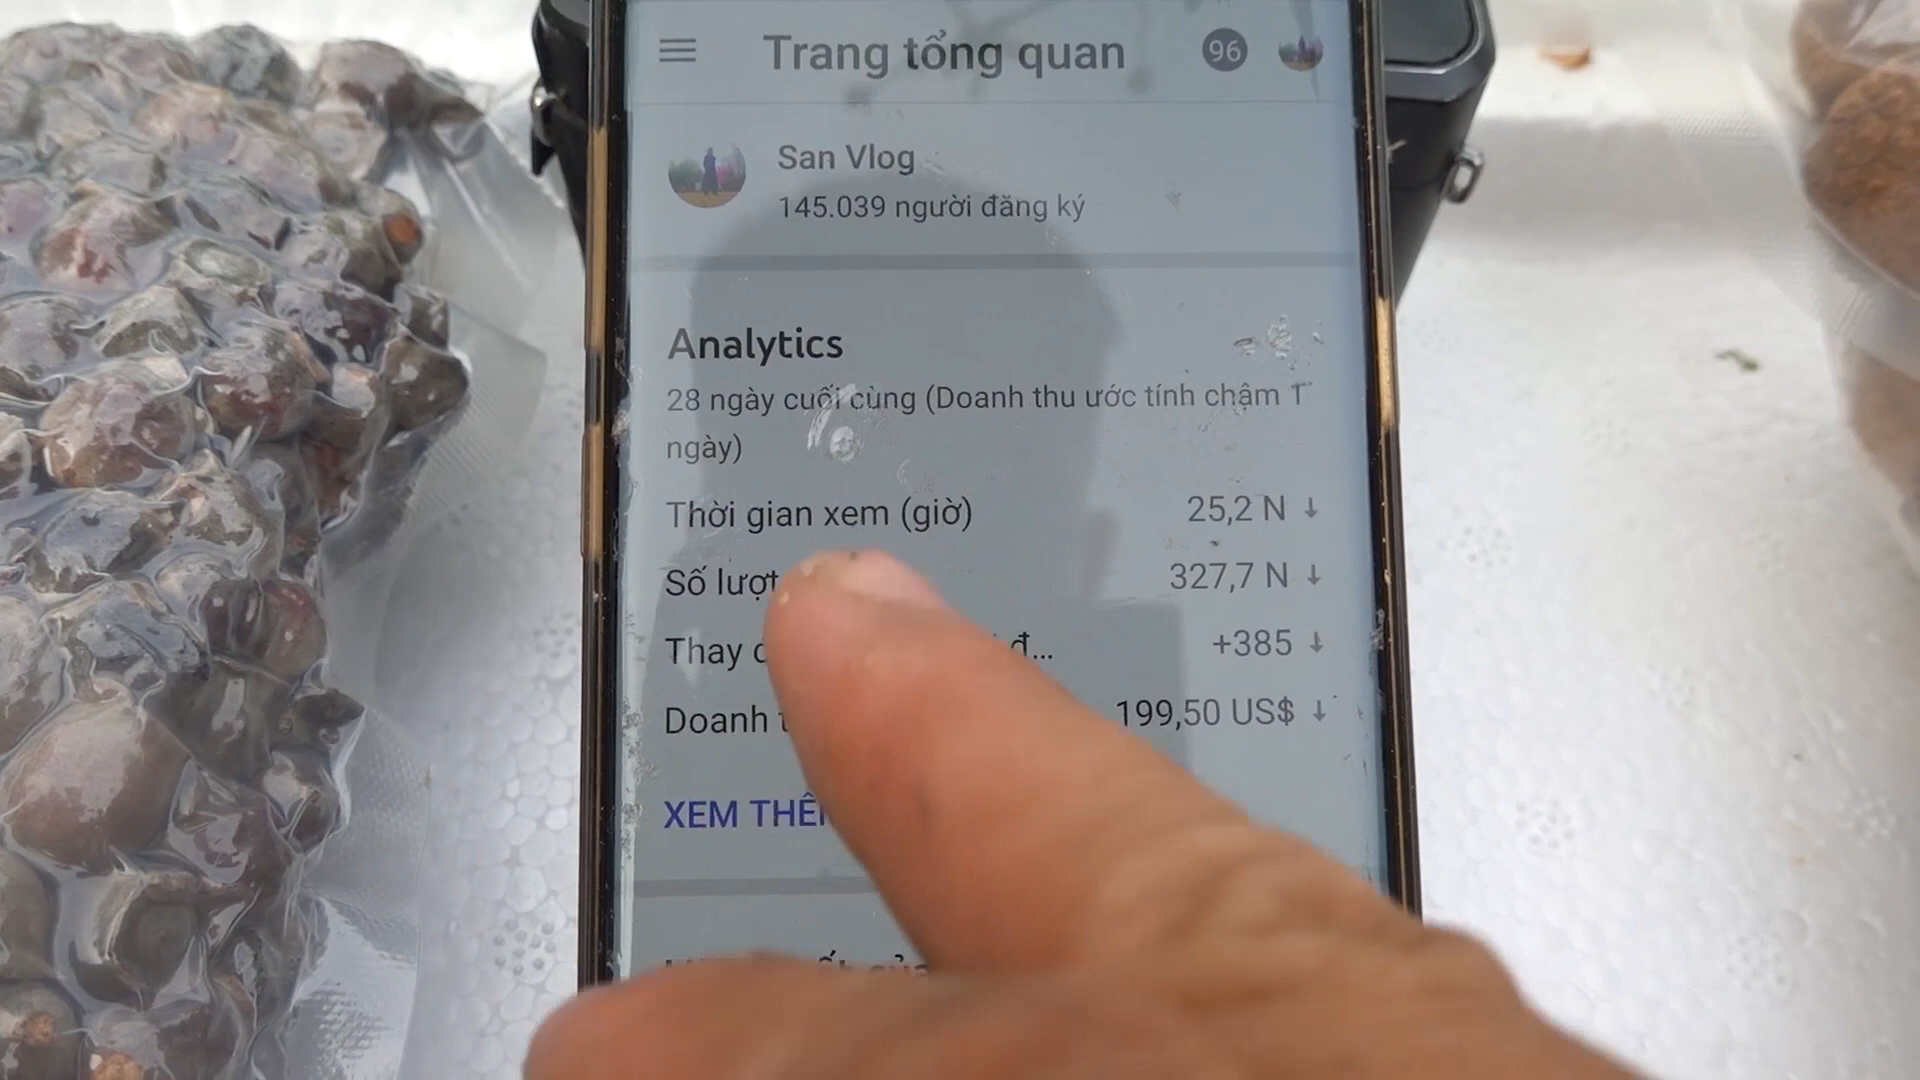 Trang tổng quan
96
San Vlog
145.039 người đăng ký
Analytics
28 ngày cuối cùng (Doanh thu ước tính chậm 1
ngày)
Thời gian xem (giờ) 25,2 N ↓
Số lượt 327,7 N ↓
Thay đ... +385 ↓
Doanh 199,50 US$ ↓
XEM